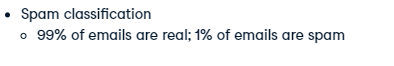 • Spam classification
○ 99% of emails are real; 1% of emails are spam